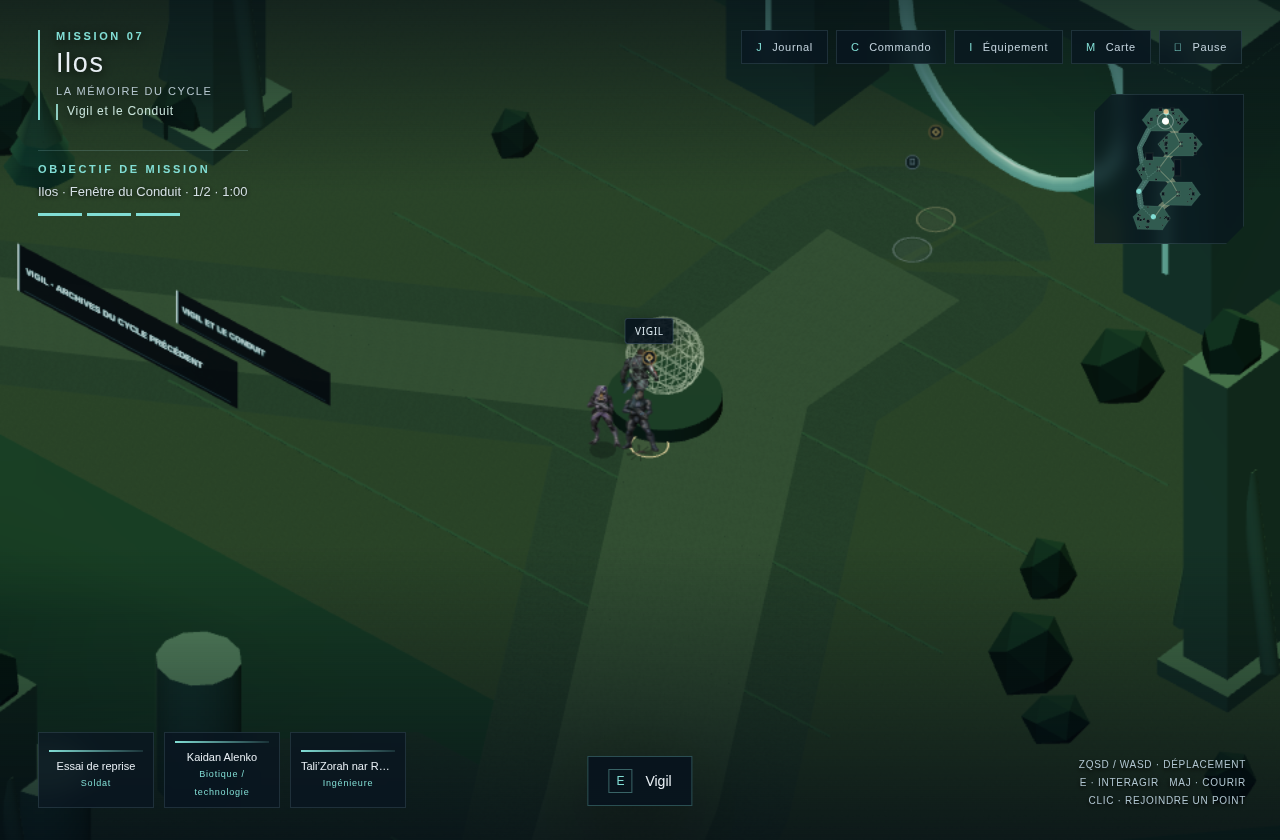 MISSION 07
Ilos
LA MÉMOIRE DU CYCLE
Vigil et le Conduit
OBJECTIF DE MISSION
Ilos · Fenêtre du Conduit · 1/2 · 1:00
J Journal
C Commando
I Équipement
M Carte
Pause
VIGIL · ARCHIVES DU CYCLE PRÉCÉDENT
VIGIL ET LE CONDUIT
VIGIL
Essai de reprise
Soldat
Kaidan Alenko
Biotique /
technologie
Tali'Zorah nar R…
Ingénieure
E Vigil
ZQSD / WASD · DÉPLACEMENT
E · INTERAGIR MAJ · COURIR
CLIC · REJOINDRE UN POINT